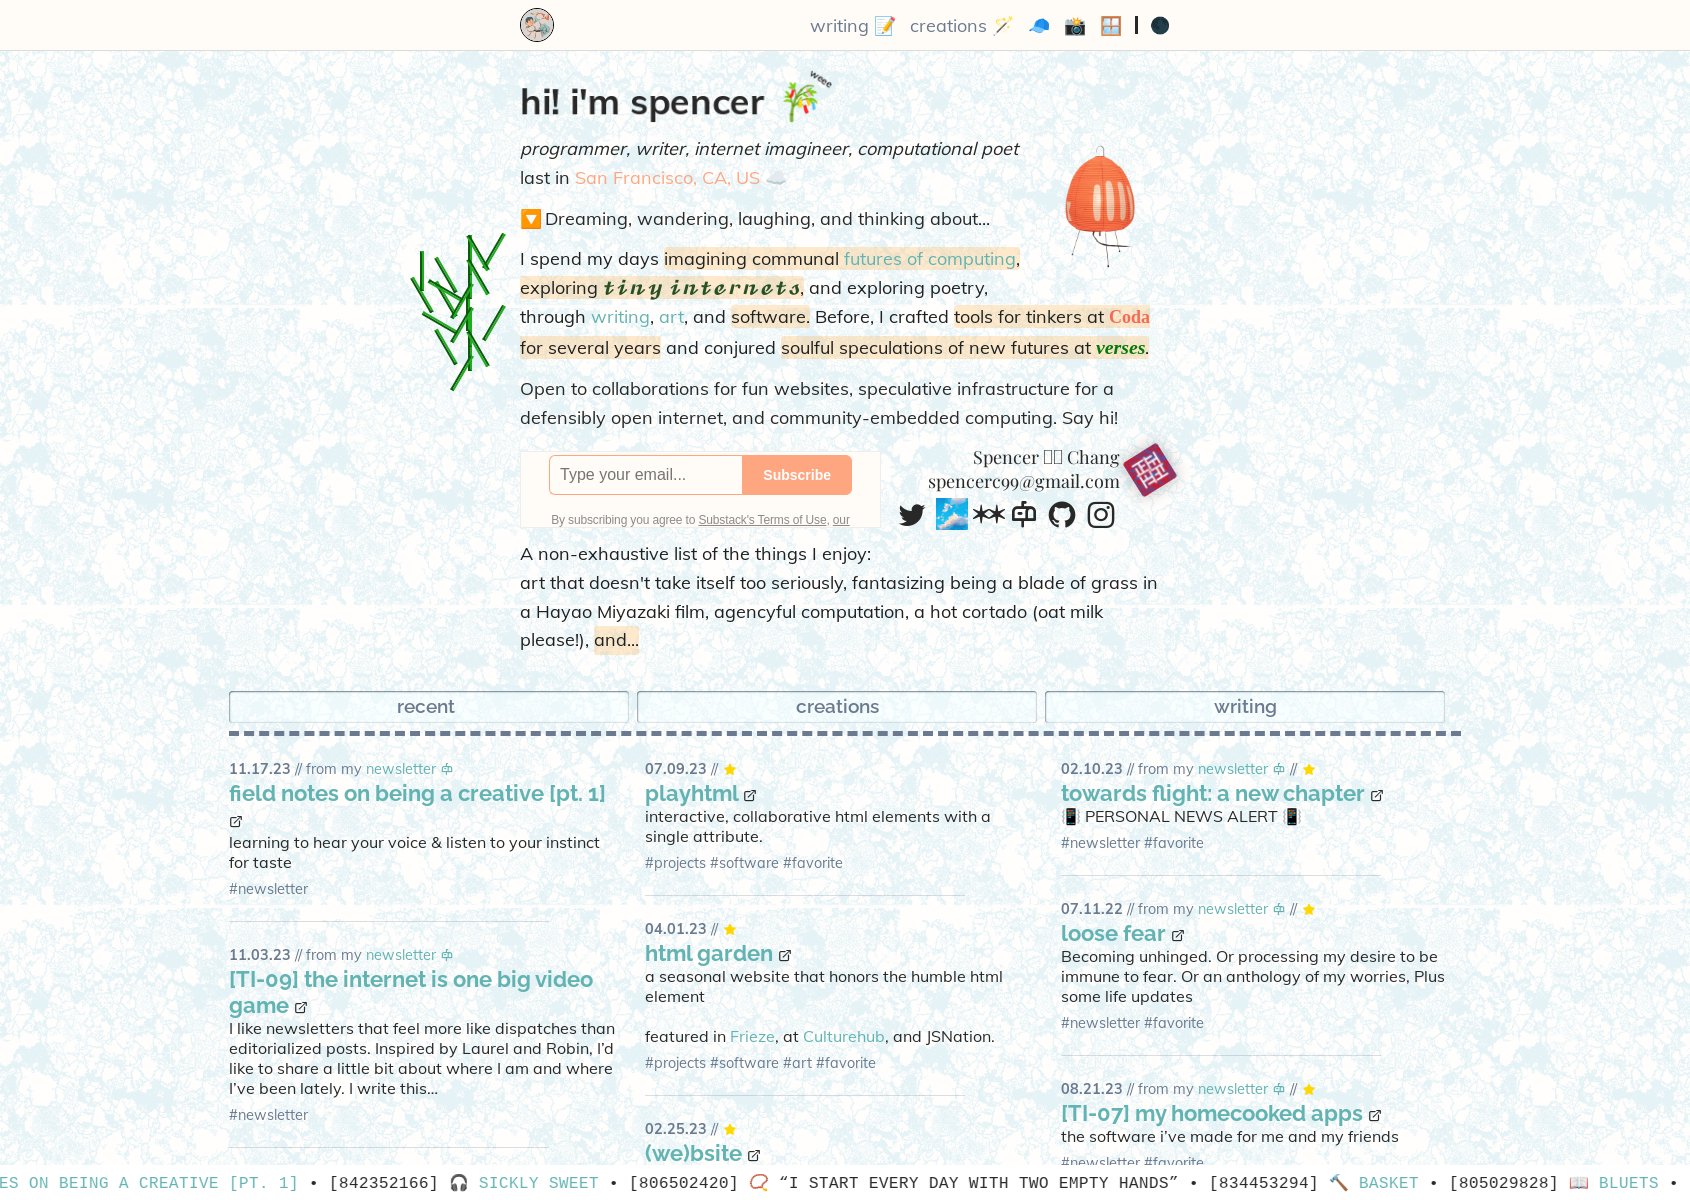 writing 📝 creations 🪄 🧢 📸 🪟 | 🌑
weee
hi! i'm spencer 🎋
programmer, writer, internet imagineer, computational poet
last in San Francisco, CA, US ☁️
🔽 Dreaming, wandering, laughing, and thinking about...
I spend my days imagining communal futures of computing,
exploring tiny internets, and exploring poetry,
through writing, art, and software. Before, I crafted tools for tinkers at Coda
for several years and conjured soulful speculations of new futures at verses.
Open to collaborations for fun websites, speculative infrastructure for a
defensibly open internet, and community-embedded computing. Say hi!
Type your email... Subscribe
By subscribing you agree to Substack's Terms of Use, our
Spencer Chang
spencerc99@gmail.com
A non-exhaustive list of the things I enjoy:
art that doesn't take itself too seriously, fantasizing being a blade of grass in
a Hayao Miyazaki film, agencyful computation, a hot cortado (oat milk
please!), and...
recent
creations
writing
11.17.23 // from my newsletter
field notes on being a creative [pt. 1]
learning to hear your voice & listen to your instinct
for taste
#newsletter
11.03.23 // from my newsletter
[TI-09] the internet is one big video
game
I like newsletters that feel more like dispatches than
editorialized posts. Inspired by Laurel and Robin, I’d
like to share a little bit about where I am and where
I’ve been lately. I write this…
#newsletter
07.09.23 // ⭐
playhtml
interactive, collaborative html elements with a
single attribute.
#projects #software #favorite
04.01.23 // ⭐
html garden
a seasonal website that honors the humble html
element
featured in Frieze, at Culturehub, and JSNation.
#projects #software #art #favorite
02.25.23 // ⭐
(we)bsite
02.10.23 // from my newsletter // ⭐
towards flight: a new chapter
📳 PERSONAL NEWS ALERT 📳
#newsletter #favorite
07.11.22 // from my newsletter // ⭐
loose fear
Becoming unhinged. Or processing my desire to be
immune to fear. Or an anthology of my worries, Plus
some life updates
#newsletter #favorite
08.21.23 // from my newsletter // ⭐
[TI-07] my homecooked apps
the software i’ve made for me and my friends
#newsletter #favorite
ES ON BEING A CREATIVE [PT. 1] • [842352166] 🎧 SICKLY SWEET • [806502420] 📿 “I START EVERY DAY WITH TWO EMPTY HANDS” • [834453294] 🔨 BASKET • [805029828] 📖 BLUETS •